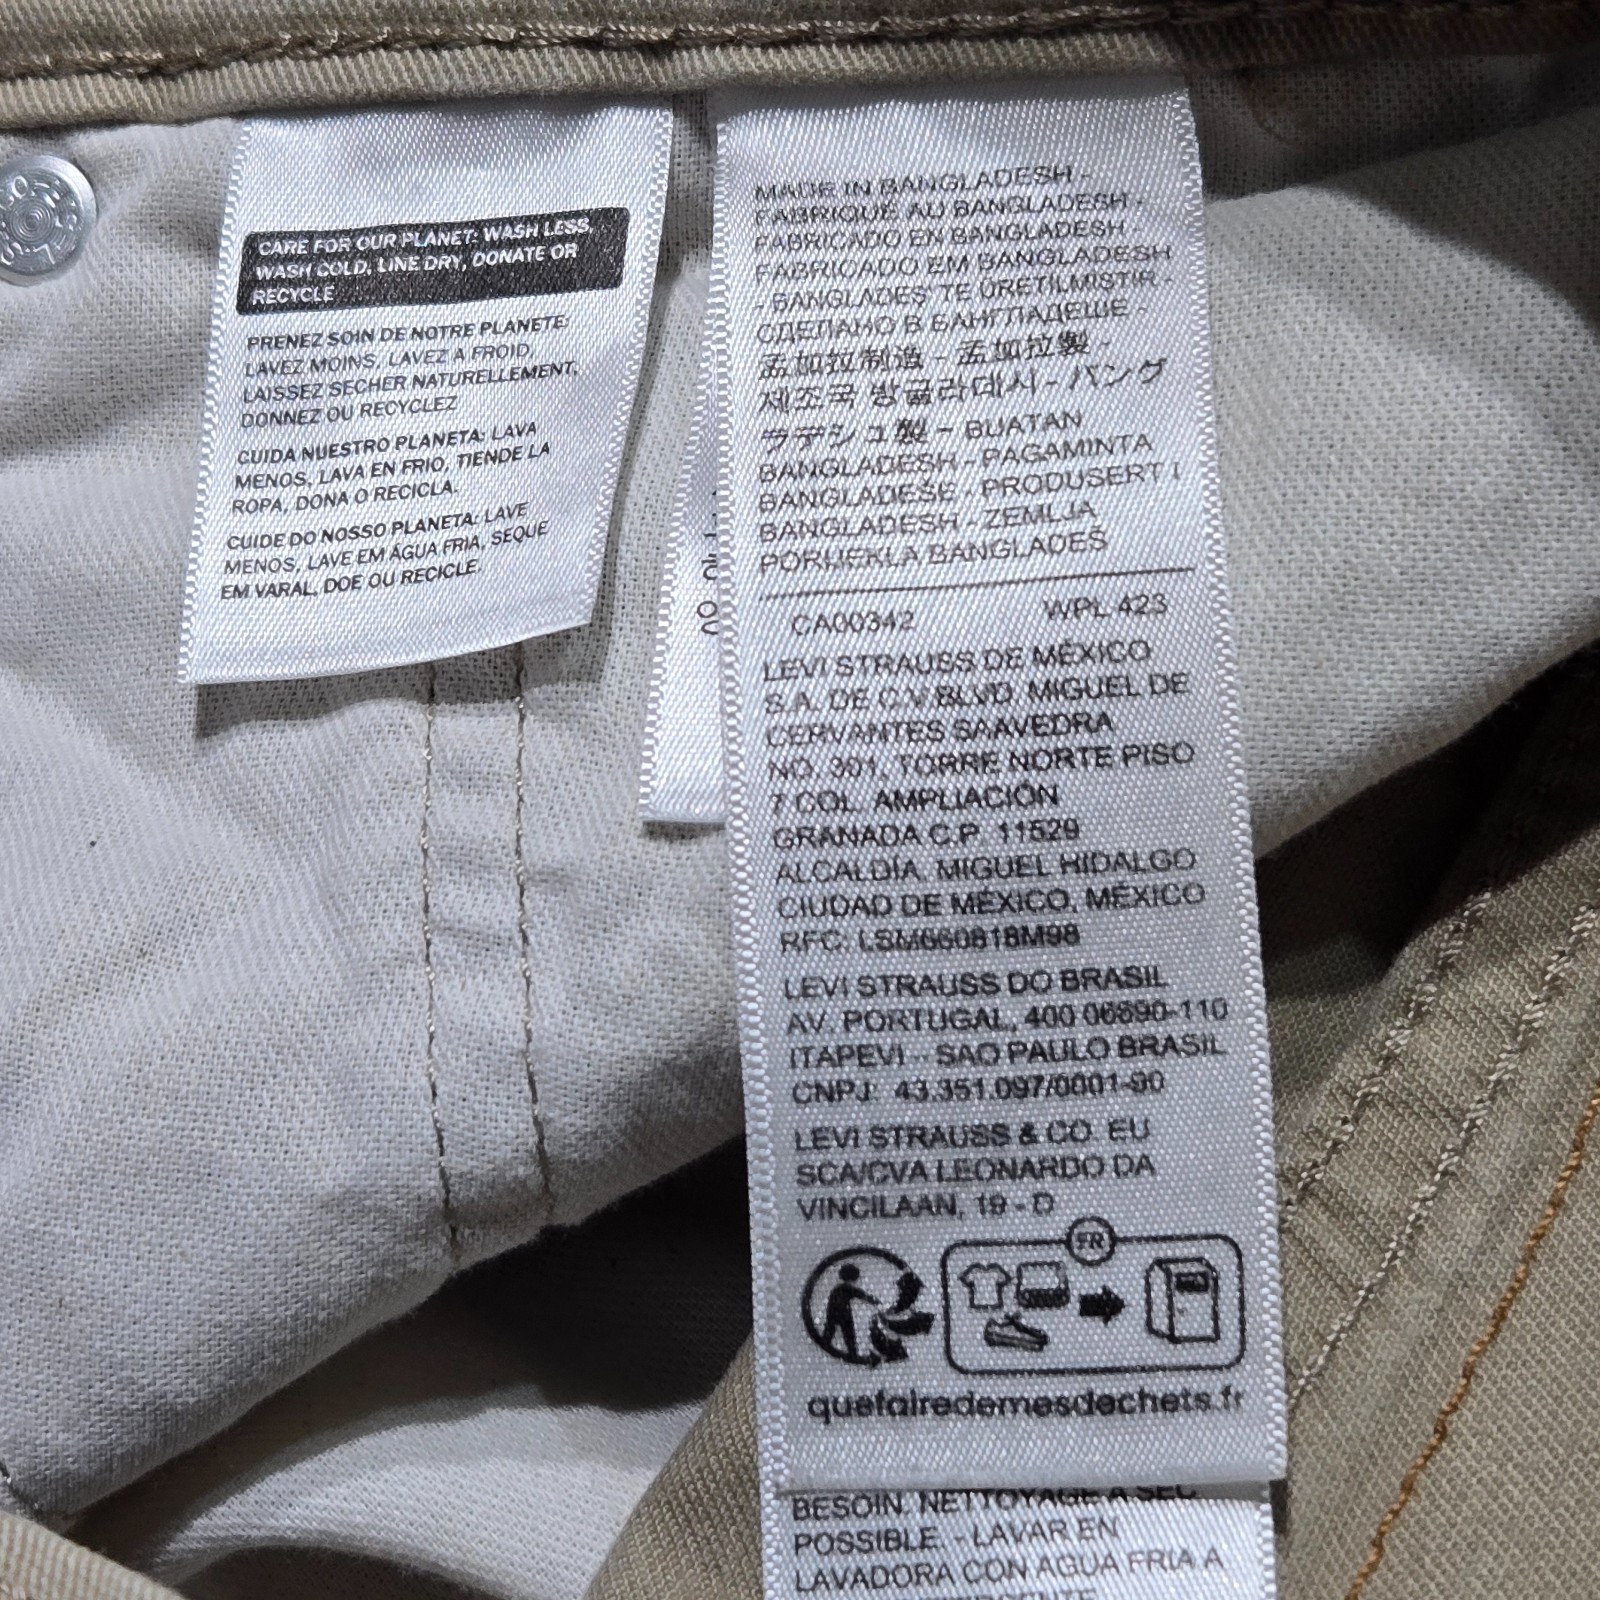 CARE FOR OUR PLANET: WASH LESS,
WASH COLD, LINE DRY, DONATE OR
RECYCLE
PRENEZ SOIN DE NOTRE PLANÈTE:
LAVEZ MOINS, LAVEZ À FROID,
LAISSEZ SÉCHER NATURELLEMENT,
DONNEZ OU RECYCLEZ
CUIDA NUESTRO PLANETA: LAVA
MENOS, LAVA EN FRIO, TIENDE LA
ROPA, DONA O RECICLA.
CUIDE DO NOSSO PLANETA: LAVE
MENOS, LAVE EM ÁGUA FRIA, SEQUE
EM VARAL, DOE OU RECICLE.
MADE IN BANGLADESH -
FABRIQUÉ AU BANGLADESH -
FABRICADO EN BANGLADESH -
FABRICADO EM BANGLADESH
- BANGLADEŞ' TE ÜRETİLMİŞTİR -
СДЕЛАНО В БАНГЛАДЕШЕ -
孟加拉制造 - 孟加拉製 -
제조국 방글라데시 - バング
ラデシュ製 - BUATAN
BANGLADESH - PAGAMINTA
BANGLADEŠE - PRODUSERT I
BANGLADESH - ZEMLJA
PORIJEKLA BANGLADEŠ
CA00342 WPL 423
LEVI STRAUSS DE MÉXICO
S.A. DE C.V BLVD. MIGUEL DE
CERVANTES SAAVEDRA
NO. 301, TORRE NORTE PISO
7 COL. AMPLIACIÓN
GRANADA C.P. 11529
ALCALDÍA, MIGUEL HIDALGO
CIUDAD DE MÉXICO, MÉXICO
RFC: LSM660818M98
LEVI STRAUSS DO BRASIL
AV. PORTUGAL, 400 06690-110
ITAPEVI - SAO PAULO BRASIL
CNPJ: 43.351.097/0001-90
LEVI STRAUSS & CO. EU
SCA/CVA LEONARDO DA
VINCILAAN, 19 - D
FR
quefairedemesdechets.fr
BESOIN. NETTOYAGE A SEC
POSSIBLE. - LAVAR EN
LAVADORA CON AGUA FRIA A